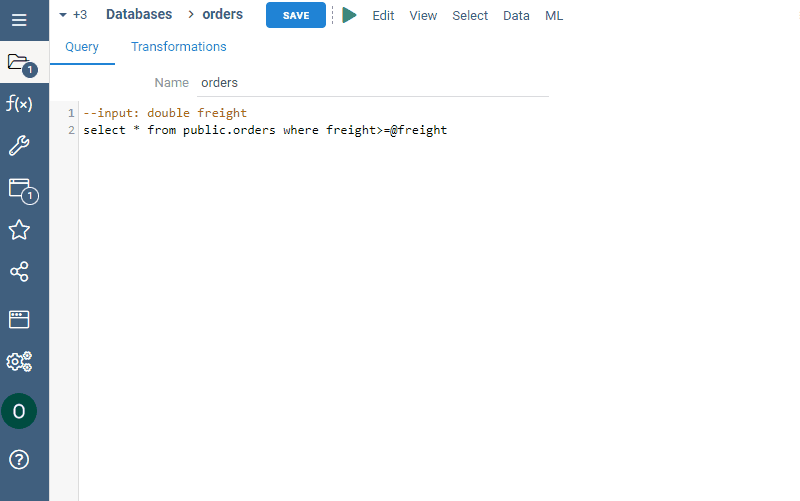 +3 Databases > orders SAVE Edit View Select Data ML
Query Transformations
1
Name orders
f(x)
1 --input: double freight
2 select * from public.orders where freight>=@freight
1
O
?